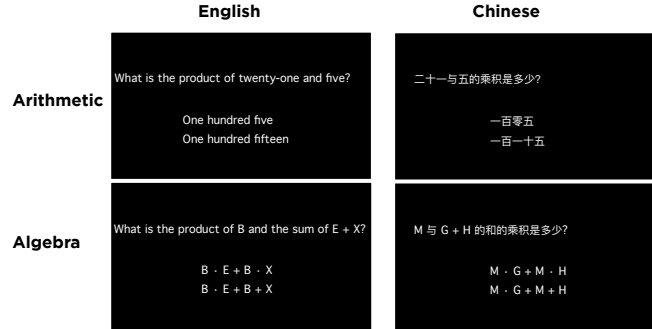 English
Chinese
Arithmetic
What is the product of twenty-one and five?
One hundred five
One hundred fifteen
二十一与五的乘积是多少?
一百零五
一百一十五
Algebra
What is the product of B and the sum of E + X?
B · E + B · X
B · E + B + X
M 与 G + H 的和的乘积是多少?
M · G + M · H
M · G + M + H